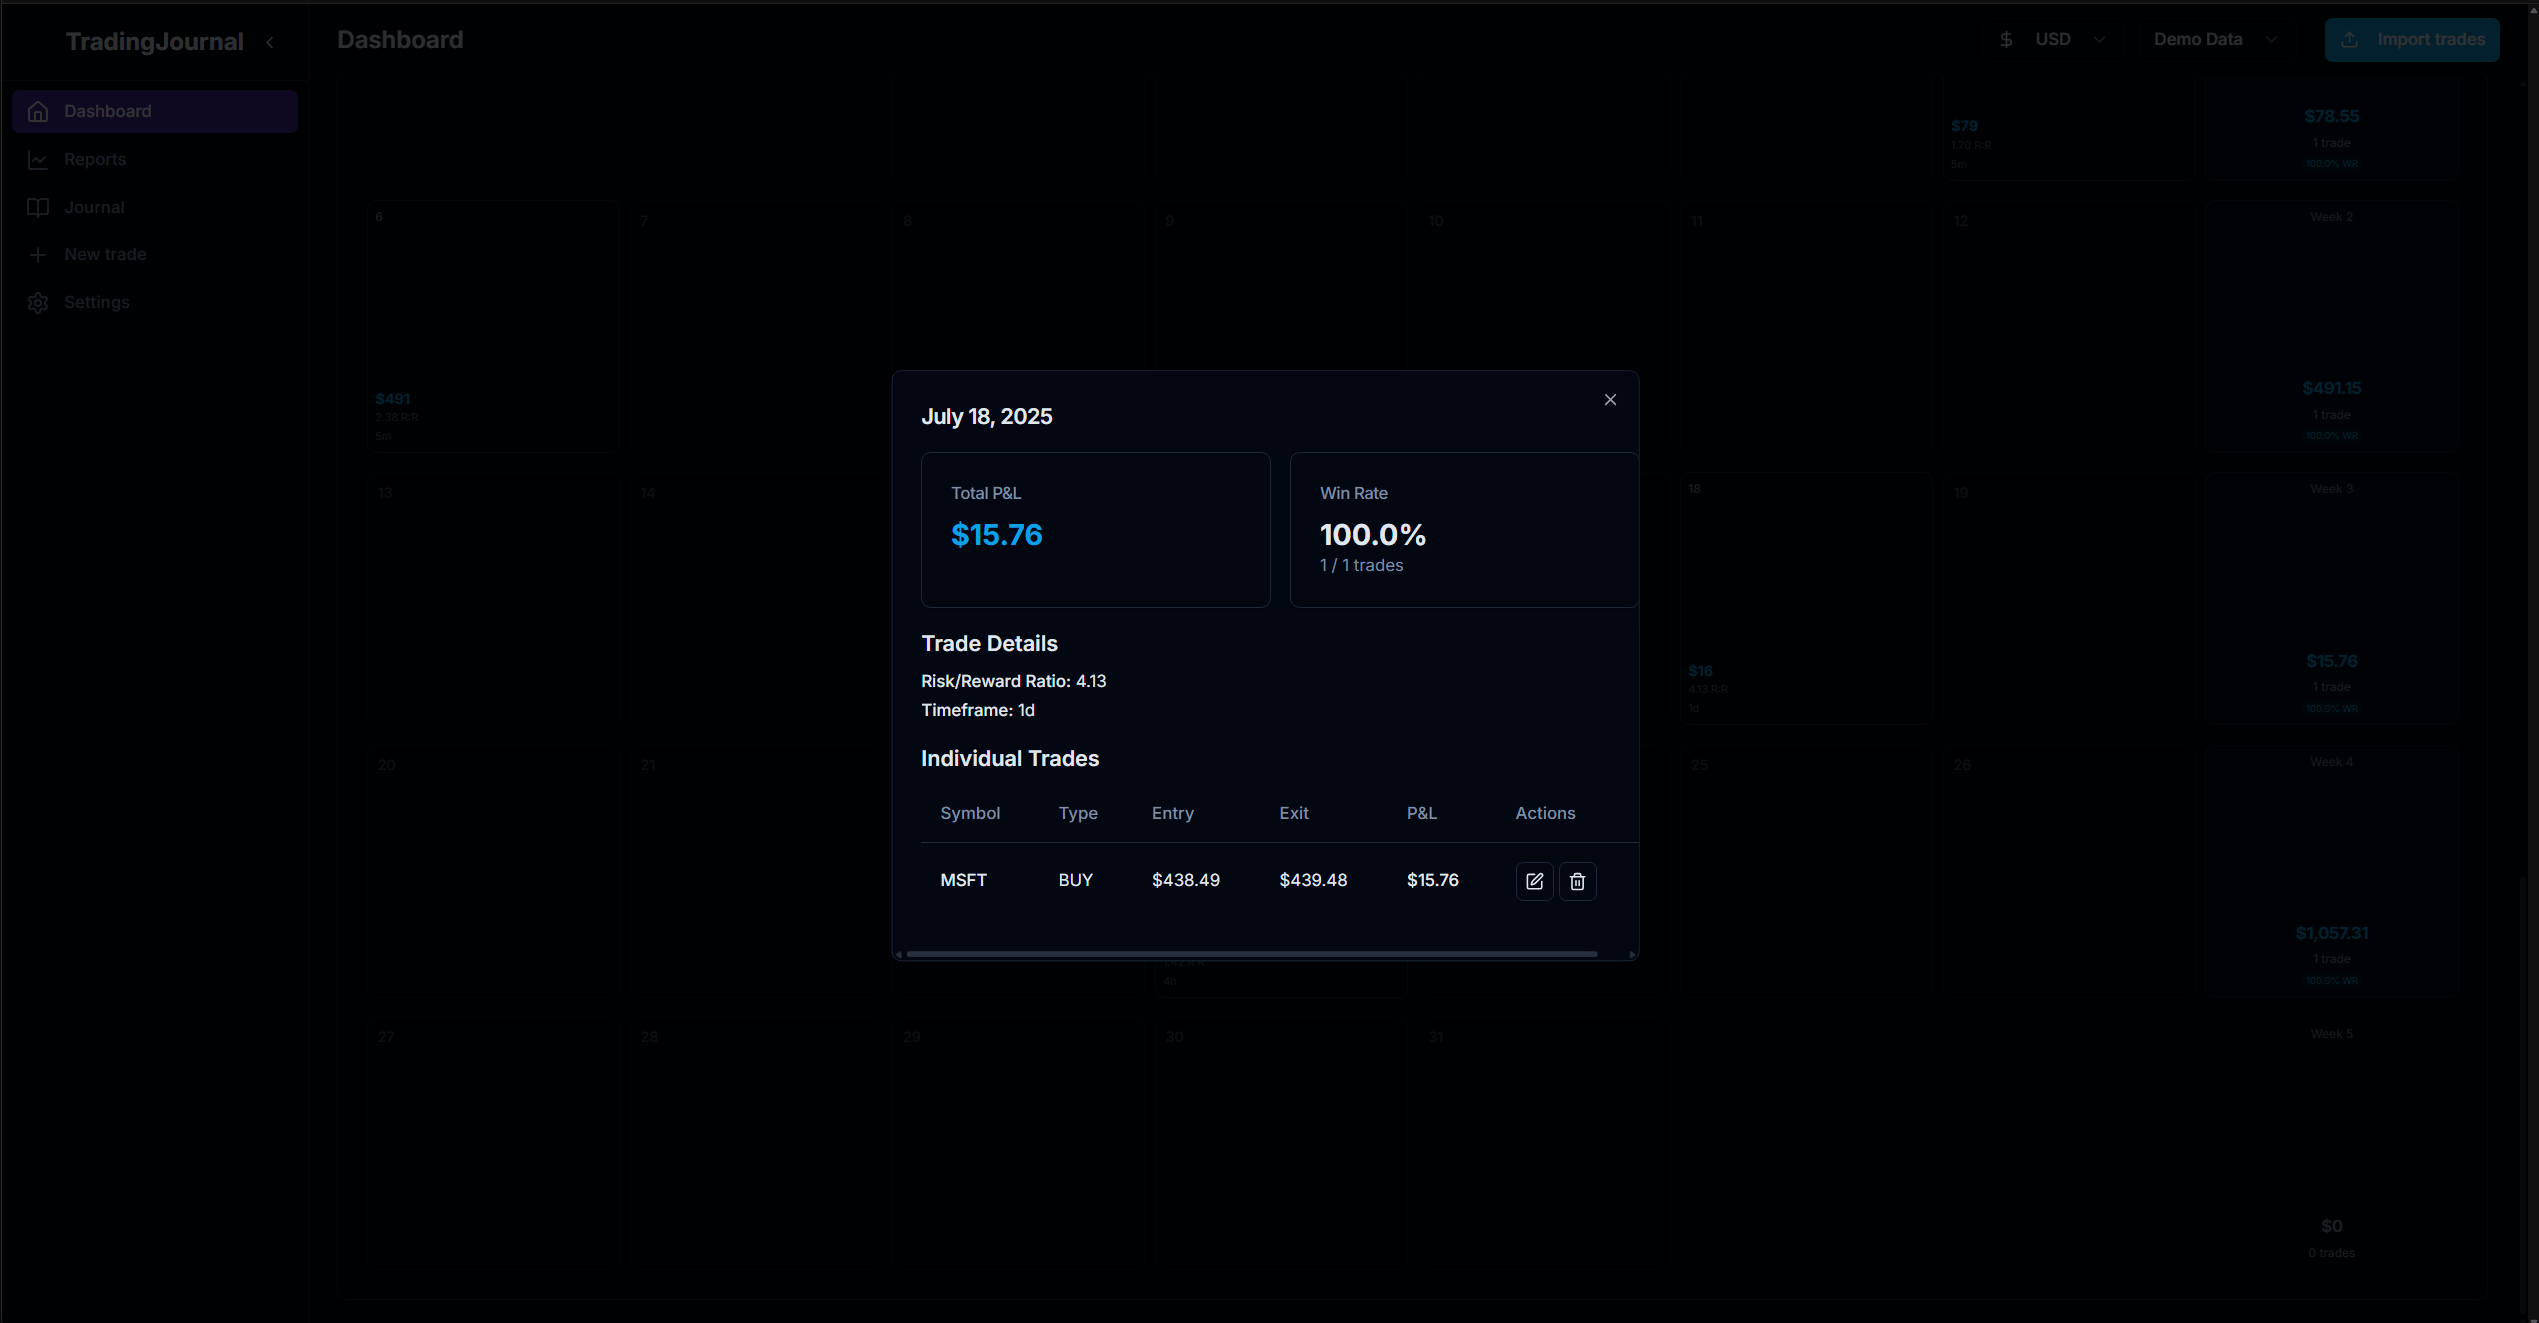 TradingJournal
Dashboard
$ USD
Demo Data
Import trades
Dashboard
Reports
Journal
New trade
Settings
$79
1.70 R:R
5m
$78.55
1 trade
100.0% WR
6
7
8
9
10
11
12
Week 2
$491
2.38 R:R
5m
$491.15
1 trade
100.0% WR
13
14
18
19
Week 3
$16
4.13 R:R
1d
$15.76
1 trade
100.0% WR
July 18, 2025
Total P&L
$15.76
Win Rate
100.0%
1 / 1 trades
Trade Details
Risk/Reward Ratio: 4.13
Timeframe: 1d
Individual Trades
Symbol Type Entry Exit P&L Actions
MSFT BUY $438.49 $439.48 $15.76
20
21
25
26
Week 4
1.42 R:R
4h
$1,057.31
1 trade
100.0% WR
27
28
29
30
31
Week 5
$0
0 trades